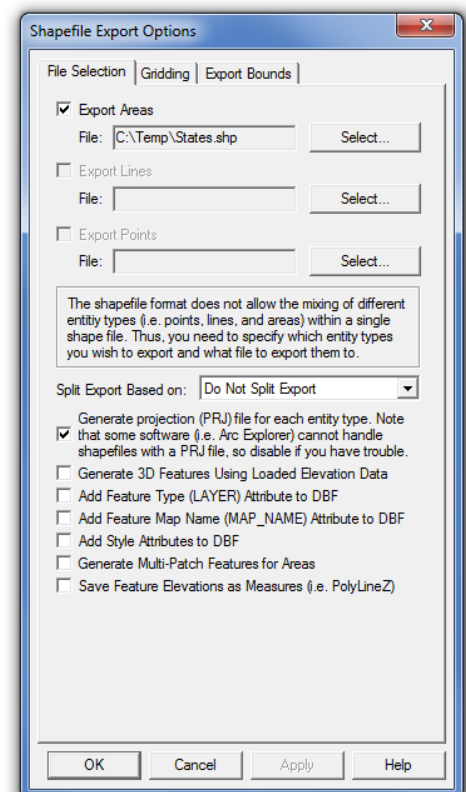 Shapefile Export Options
File Selection Gridding Export Bounds
Export Areas
File: C:\Temp\States.shp Select...
Export Lines
File: Select...
Export Points
File: Select...
The shapefile format does not allow the mixing of different
entitiy types (i.e. points, lines, and areas) within a single
shape file. Thus, you need to specify which entity types
you wish to export and what file to export them to.
Split Export Based on: Do Not Split Export
Generate projection (PRJ) file for each entity type. Note
that some software (i.e. Arc Explorer) cannot handle
shapefiles with a PRJ file, so disable if you have trouble.
Generate 3D Features Using Loaded Elevation Data
Add Feature Type (LAYER) Attribute to DBF
Add Feature Map Name (MAP_NAME) Attribute to DBF
Add Style Attributes to DBF
Generate Multi-Patch Features for Areas
Save Feature Elevations as Measures (i.e. PolyLineZ)
OK Cancel Apply Help